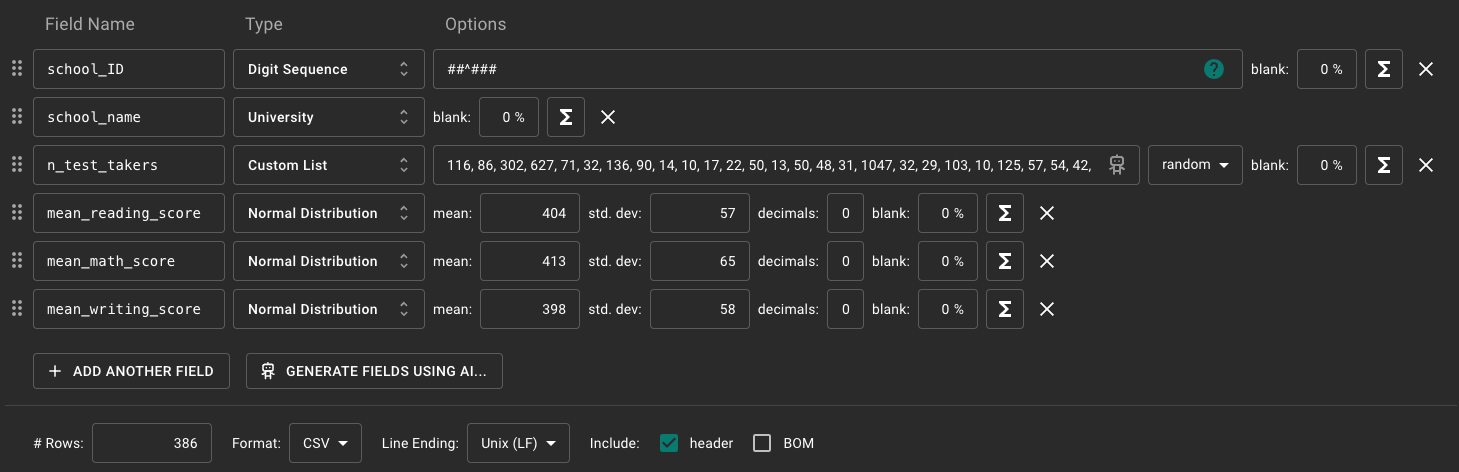 Field Name Type Options
school_ID Digit Sequence ##^### ? blank: 0 % Σ
school_name University blank: 0 % Σ
n_test_takers Custom List 116, 86, 302, 627, 71, 32, 136, 90, 14, 10, 17, 22, 50, 13, 50, 48, 31, 1047, 32, 29, 103, 10, 125, 57, 54, 42, random blank: 0 % Σ
mean_reading_score Normal Distribution mean: 404 std. dev: 57 decimals: 0 blank: 0 % Σ
mean_math_score Normal Distribution mean: 413 std. dev: 65 decimals: 0 blank: 0 % Σ
mean_writing_score Normal Distribution mean: 398 std. dev: 58 decimals: 0 blank: 0 % Σ
+ ADD ANOTHER FIELD GENERATE FIELDS USING AI...
# Rows: 386 Format: CSV Line Ending: Unix (LF) Include: header BOM